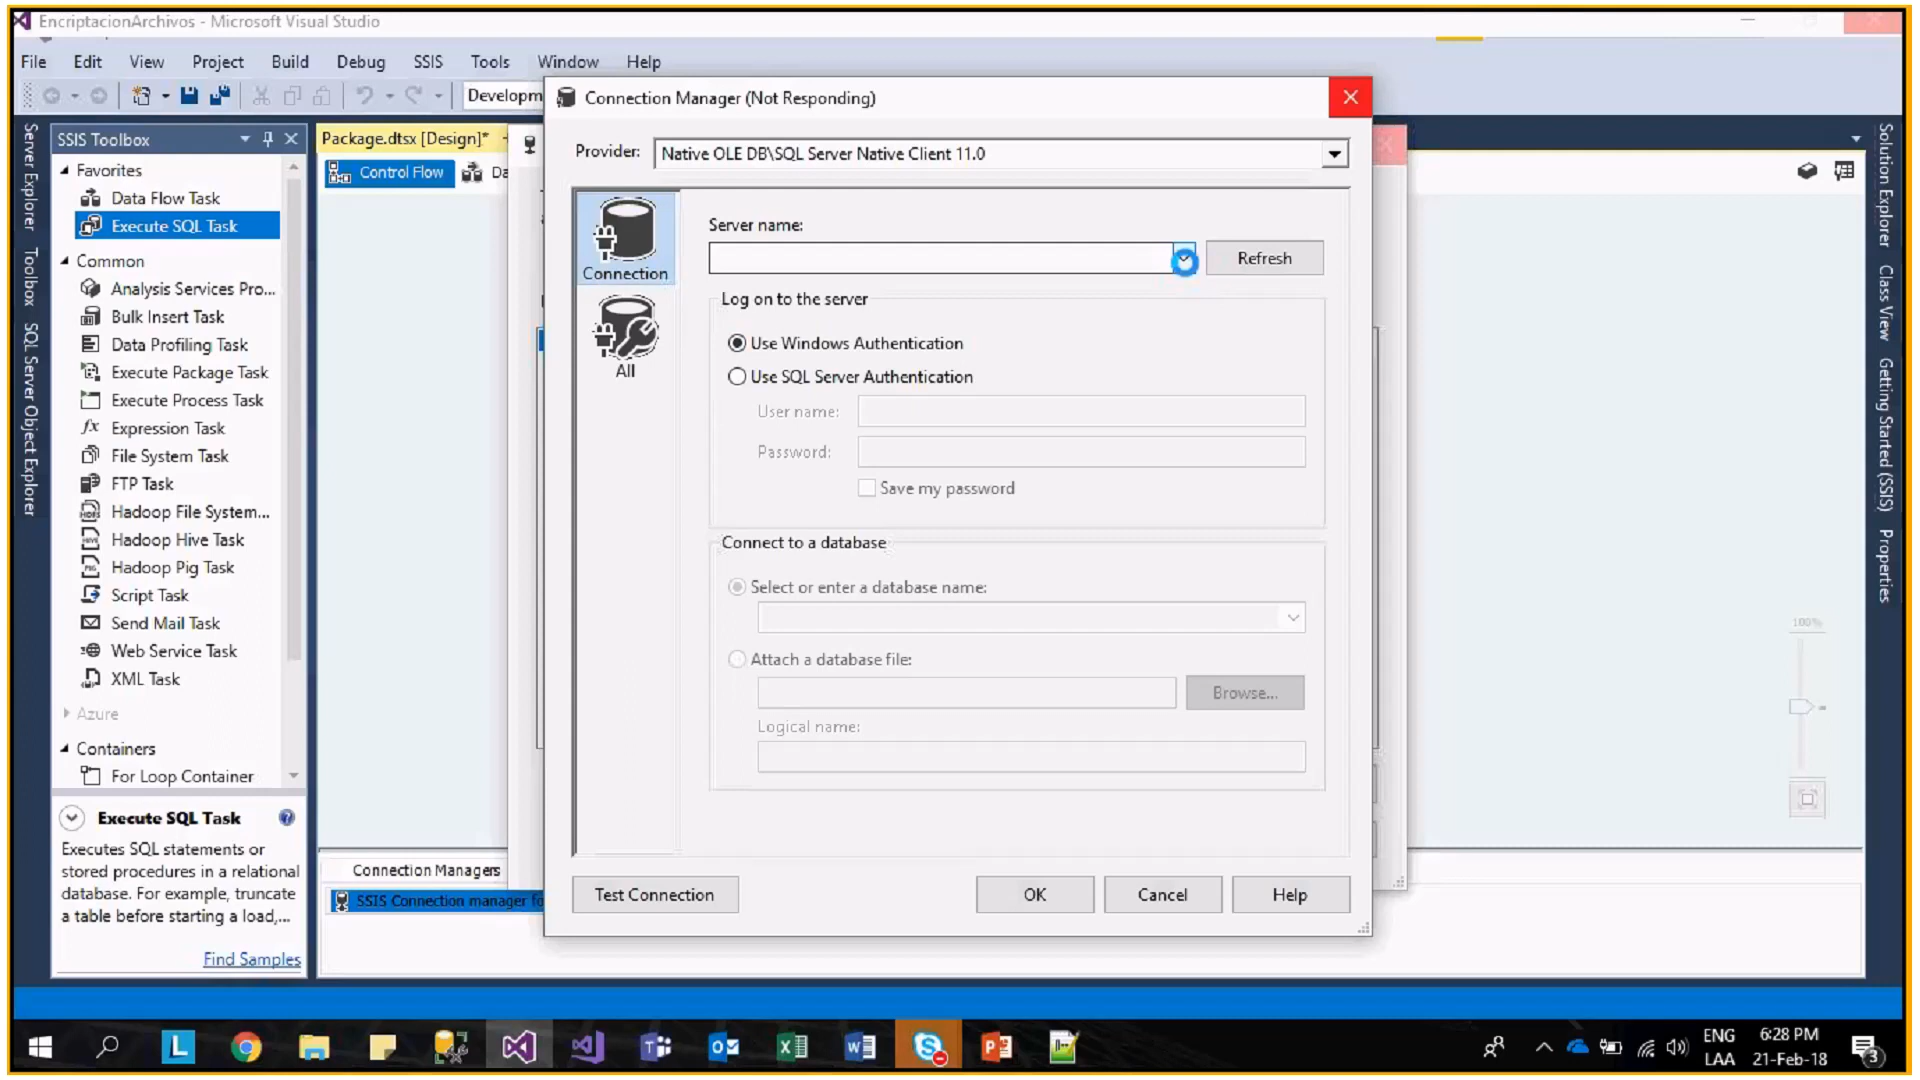 EncriptacionArchivos - Microsoft Visual Studio
File Edit View Project Build Debug SSIS Tools Window Help
Developm
Server Explorer
Toolbox
SQL Server Object Explorer
SSIS Toolbox
Favorites
Data Flow Task
Execute SQL Task
Common
Analysis Services Pro...
Bulk Insert Task
Data Profiling Task
Execute Package Task
Execute Process Task
Expression Task
File System Task
FTP Task
Hadoop File System...
Hadoop Hive Task
Hadoop Pig Task
Script Task
Send Mail Task
Web Service Task
XML Task
Azure
Containers
For Loop Container
Execute SQL Task
Executes SQL statements or
stored procedures in a relational
database. For example, truncate
a table before starting a load,...
Find Samples
Package.dtsx [Design]*
Control Flow Da
Connection Managers
SSIS Connection manager fo
Connection Manager (Not Responding)
Provider: Native OLE DB\SQL Server Native Client 11.0
Connection
All
Server name:
Refresh
Log on to the server
Use Windows Authentication
Use SQL Server Authentication
User name:
Password:
Save my password
Connect to a database
Select or enter a database name:
Attach a database file:
Browse...
Logical name:
Test Connection OK Cancel Help
100%
Solution Explorer
Class View
Getting Started (SSIS)
Properties
ENG
LAA
6:28 PM
21-Feb-18
3